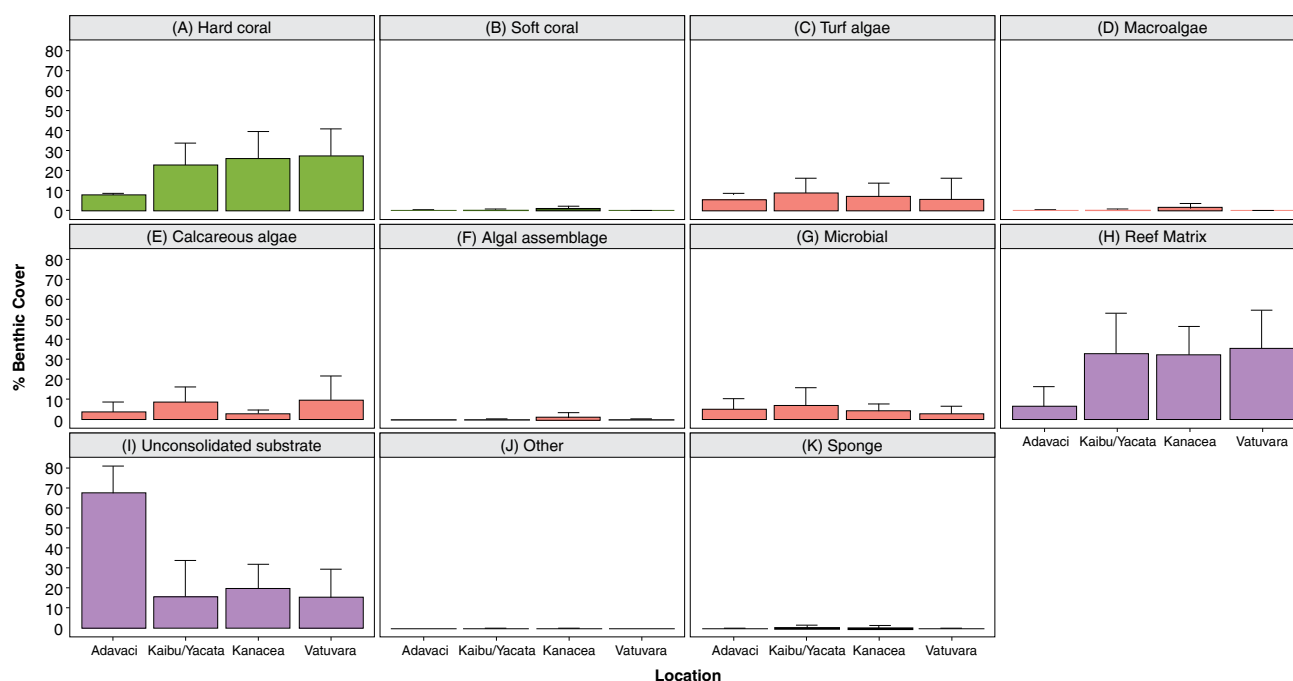 (A) Hard coral
(B) Soft coral
(C) Turf algae
(D) Macroalgae
80
70
60
50
40
30
20
10
0
(E) Calcareous algae
(F) Algal assemblage
(G) Microbial
(H) Reef Matrix
80
70
60
50
40
30
20
10
0
% Benthic Cover
Adavaci Kaibu/Yacata Kanacea Vatuvara
(I) Unconsolidated substrate
(J) Other
(K) Sponge
80
70
60
50
40
30
20
10
0
Adavaci Kaibu/Yacata Kanacea Vatuvara
Adavaci Kaibu/Yacata Kanacea Vatuvara
Adavaci Kaibu/Yacata Kanacea Vatuvara
Location